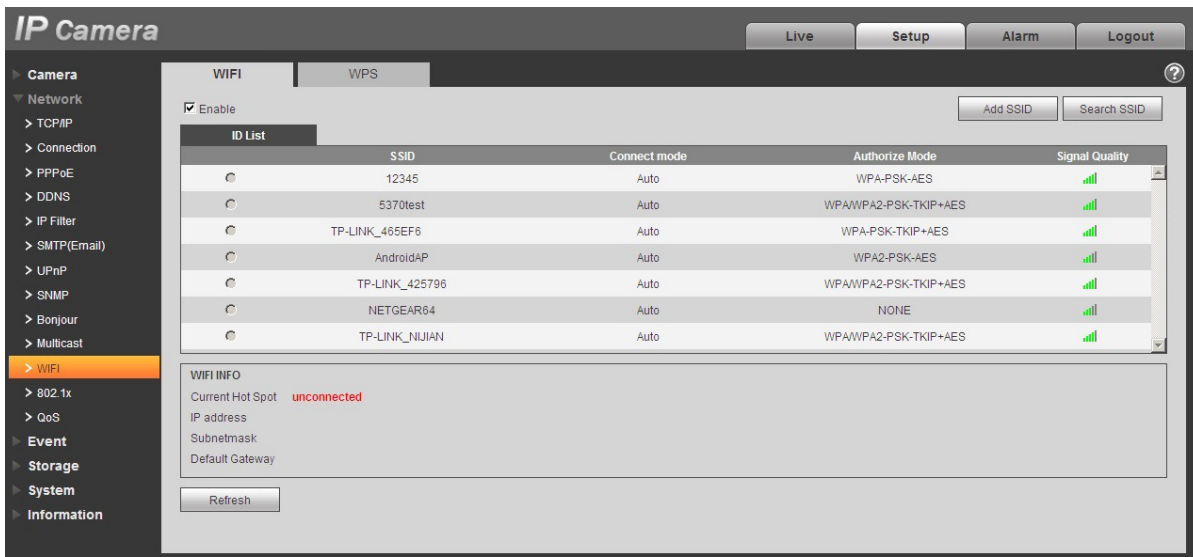 IP Camera
Live Setup Alarm Logout
Camera
Network
> TCP/IP
> Connection
> PPPoE
> DDNS
> IP Filter
> SMTP(Email)
> UPnP
> SNMP
> Bonjour
> Multicast
> WIFI
> 802.1x
> QoS
Event
Storage
System
Information
WIFI WPS
?
Enable Add SSID Search SSID
ID List
SSID Connect mode Authorize Mode Signal Quality
12345 Auto WPA-PSK-AES
5370test Auto WPA/WPA2-PSK-TKIP+AES
TP-LINK_465EF6 Auto WPA-PSK-TKIP+AES
AndroidAP Auto WPA2-PSK-AES
TP-LINK_425796 Auto WPA/WPA2-PSK-TKIP+AES
NETGEAR64 Auto NONE
TP-LINK_NIJIAN Auto WPA/WPA2-PSK-TKIP+AES
WIFI INFO
Current Hot Spot unconnected
IP address
Subnetmask
Default Gateway
Refresh